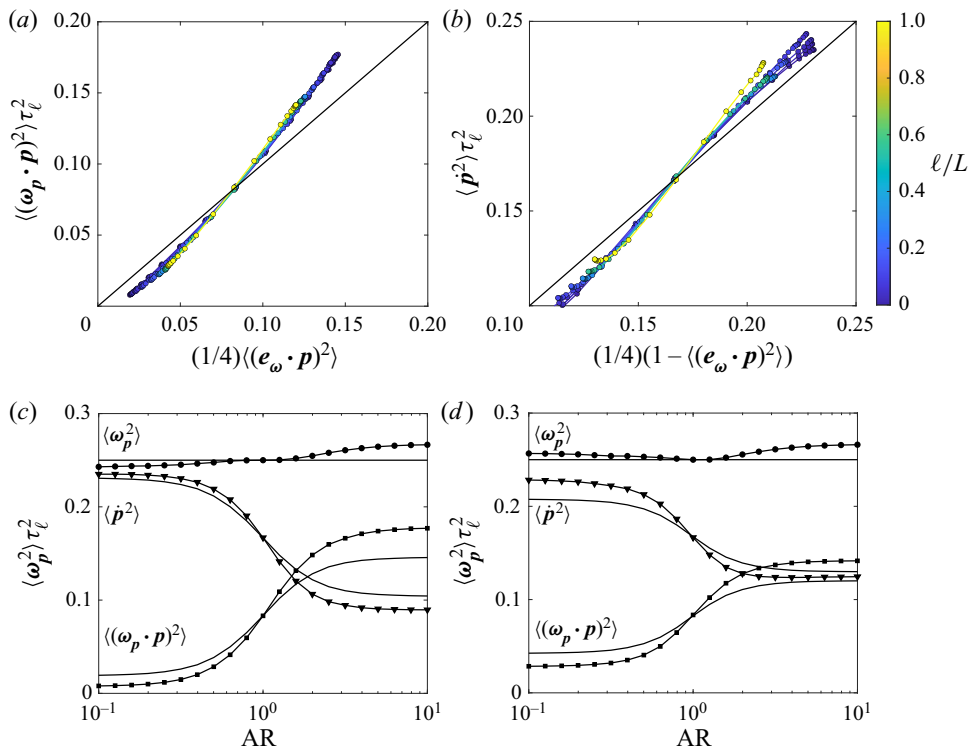 (a)
(b)
0.20
0.15
0.10
0.05
0
0.05
0.10
0.15
0.20
⟨(ω_p · p)²⟩τ_ℓ²
(1/4)⟨(e_ω · p)²⟩
0.25
0.20
0.15
0.10
0.15
0.20
0.25
⟨ṗ²⟩τ_ℓ²
(1/4)(1 – ⟨(e_ω · p)²⟩)
1.0
0.8
0.6
0.4
0.2
0
ℓ/L
(c)
(d)
0.3
0.2
0.1
0
10⁻¹
10⁰
10¹
⟨ω_p²⟩τ_ℓ²
AR
⟨ω_p²⟩
⟨ṗ²⟩
⟨(ω_p · p)²⟩
0.3
0.2
0.1
0
10⁻¹
10⁰
10¹
⟨ω_p²⟩τ_ℓ²
AR
⟨ω_p²⟩
⟨ṗ²⟩
⟨(ω_p · p)²⟩